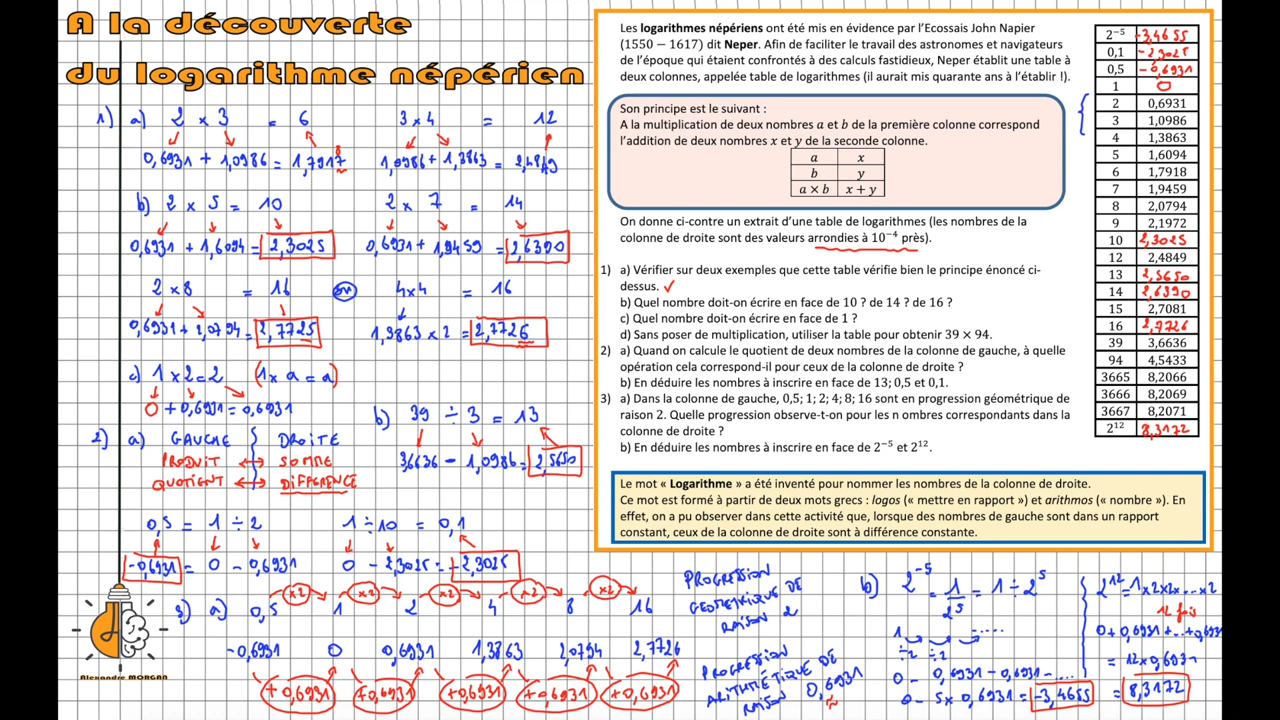 A la découverte
du logarithme népérien
1) a) 2 × 3 = 6 3 × 4 = 12
0,6931 + 1,0986 = 1,7917 8 1,0986 + 1,3863 = 2,4849
b) 2 × 5 = 10 2 × 7 = 14
0,6931 + 1,6094 = 2,3025 0,6931 + 1,9459 = 2,6390
2 × 8 = 16 ou 4×4 = 16
0,6931 + 2,0794 = 2,7725 1,3863 × 2 = 2,7726
c) 1 × 2 = 2 (1 × a = a)
0 + 0,6931 = 0,6931
b) 39 ÷ 3 = 13
3,6636 - 1,0986 = 2,5650
2) a) GAUCHE DROITE
PRODUIT ↔ SOMME
QUOTIENT ↔ DIFFÉRENCE
0,5 = 1 ÷ 2 1 ÷ 10 = 0,1
-0,6931 = 0 - 0,6931 0 - 2,3025 = -2,3025
×2 ×2 ×2 ×2 ×2
3) a) 0,5 1 2 4 8 16
-0,6931 0 0,6931 1,3863 2,0794 2,7726
+0,6931 +0,6931 +0,6931 +0,6931 +0,6931
PROGRESSION
GEOMETRIQUE DE
RAISON 2
PROGRESSION
ARITHMÉTIQUE DE
RAISON 0,6931
b) 2⁻⁵ = 1/2⁵ = 1 ÷ 2⁵
1 .....
÷2 ÷2
0 - 0,6931 - 0,6931 - ....
0 - 5 × 0,6931 = -3,4655
2¹² = 1×2×2×...×2
12 fois
0 + 0,6931 + ... + 0,6931
= 12 × 0,6931
= 8,3172
Alexandre MORGAN
Les logarithmes népériens ont été mis en évidence par l'Ecossais John Napier
(1550 − 1617) dit Neper. Afin de faciliter le travail des astronomes et navigateurs
de l'époque qui étaient confrontés à des calculs fastidieux, Neper établit une table à
deux colonnes, appelée table de logarithmes (il aurait mis quarante ans à l'établir !).
Son principe est le suivant :
A la multiplication de deux nombres a et b de la première colonne correspond
l'addition de deux nombres x et y de la seconde colonne.
a x
b y
a × b x + y
On donne ci-contre un extrait d'une table de logarithmes (les nombres de la
colonne de droite sont des valeurs arrondies à 10⁻⁴ près).
1) a) Vérifier sur deux exemples que cette table vérifie bien le principe énoncé ci-
dessus. ✓
b) Quel nombre doit-on écrire en face de 10 ? de 14 ? de 16 ?
c) Quel nombre doit-on écrire en face de 1 ?
d) Sans poser de multiplication, utiliser la table pour obtenir 39 × 94.
2) a) Quand on calcule le quotient de deux nombres de la colonne de gauche, à quelle
opération cela correspond-il pour ceux de la colonne de droite ?
b) En déduire les nombres à inscrire en face de 13; 0,5 et 0,1.
3) a) Dans la colonne de gauche, 0,5; 1; 2; 4; 8; 16 sont en progression géométrique de
raison 2. Quelle progression observe-t-on pour les n ombres correspondants dans la
colonne de droite ?
b) En déduire les nombres à inscrire en face de 2⁻⁵ et 2¹².
Le mot « Logarithme » a été inventé pour nommer les nombres de la colonne de droite.
Ce mot est formé à partir de deux mots grecs : logos (« mettre en rapport ») et arithmos (« nombre »). En
effet, on a pu observer dans cette activité que, lorsque des nombres de gauche sont dans un rapport
constant, ceux de la colonne de droite sont à différence constante.
2⁻⁵ -3,4655
0,1 -2,3025
0,5 -0,6931
1 0
2 0,6931
3 1,0986
4 1,3863
5 1,6094
6 1,7918
7 1,9459
8 2,0794
9 2,1972
10 2,3025
12 2,4849
13 2,5650
14 2,6390
15 2,7081
16 2,7726
39 3,6636
94 4,5433
3665 8,2066
3666 8,2069
3667 8,2071
2¹² 8,3172